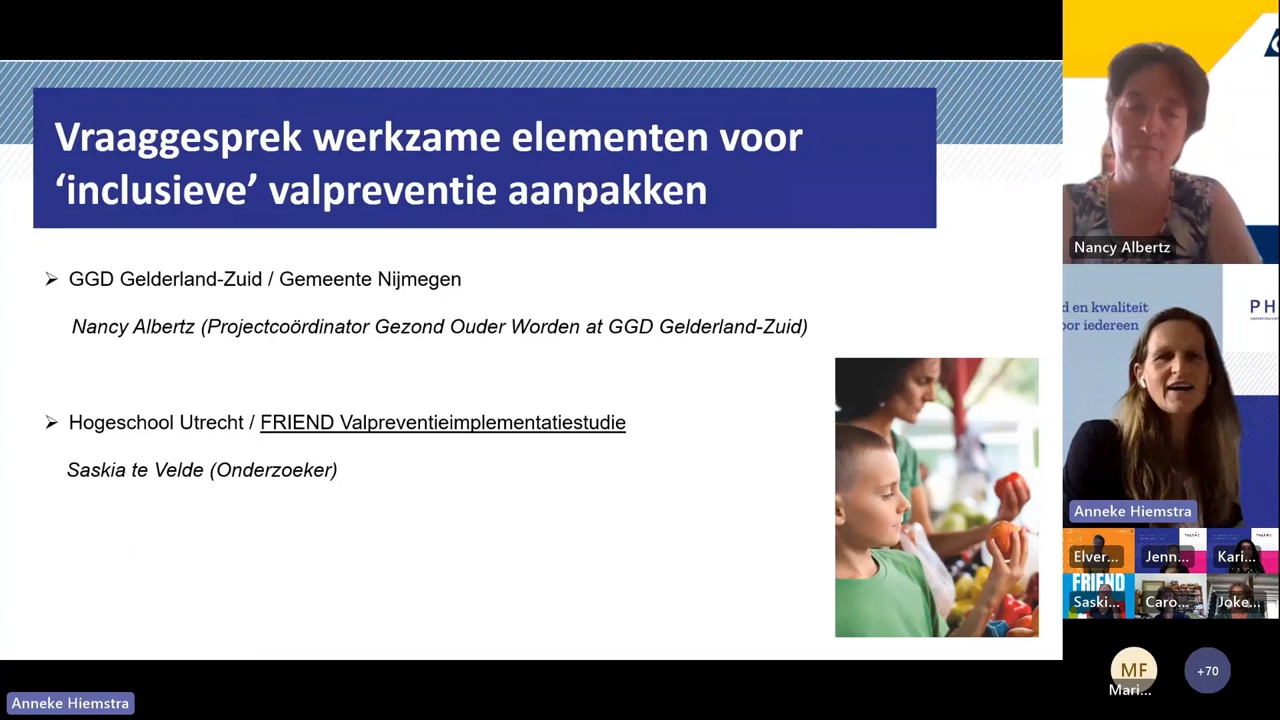 Vraaggesprek werkzame elementen voor
‘inclusieve’ valpreventie aanpakken
➢ GGD Gelderland-Zuid / Gemeente Nijmegen
Nancy Albertz (Projectcoördinator Gezond Ouder Worden at GGD Gelderland-Zuid)
➢ Hogeschool Utrecht / FRIEND Valpreventieimplementatiestudie
Saskia te Velde (Onderzoeker)
Nancy Albertz
d en kwaliteit
or iedereen
PH
Anneke Hiemstra
Elver...
Jenn...
Kari...
FRIEND
Saski...
Caro...
Joke...
MF
Mari...
+70
Anneke Hiemstra